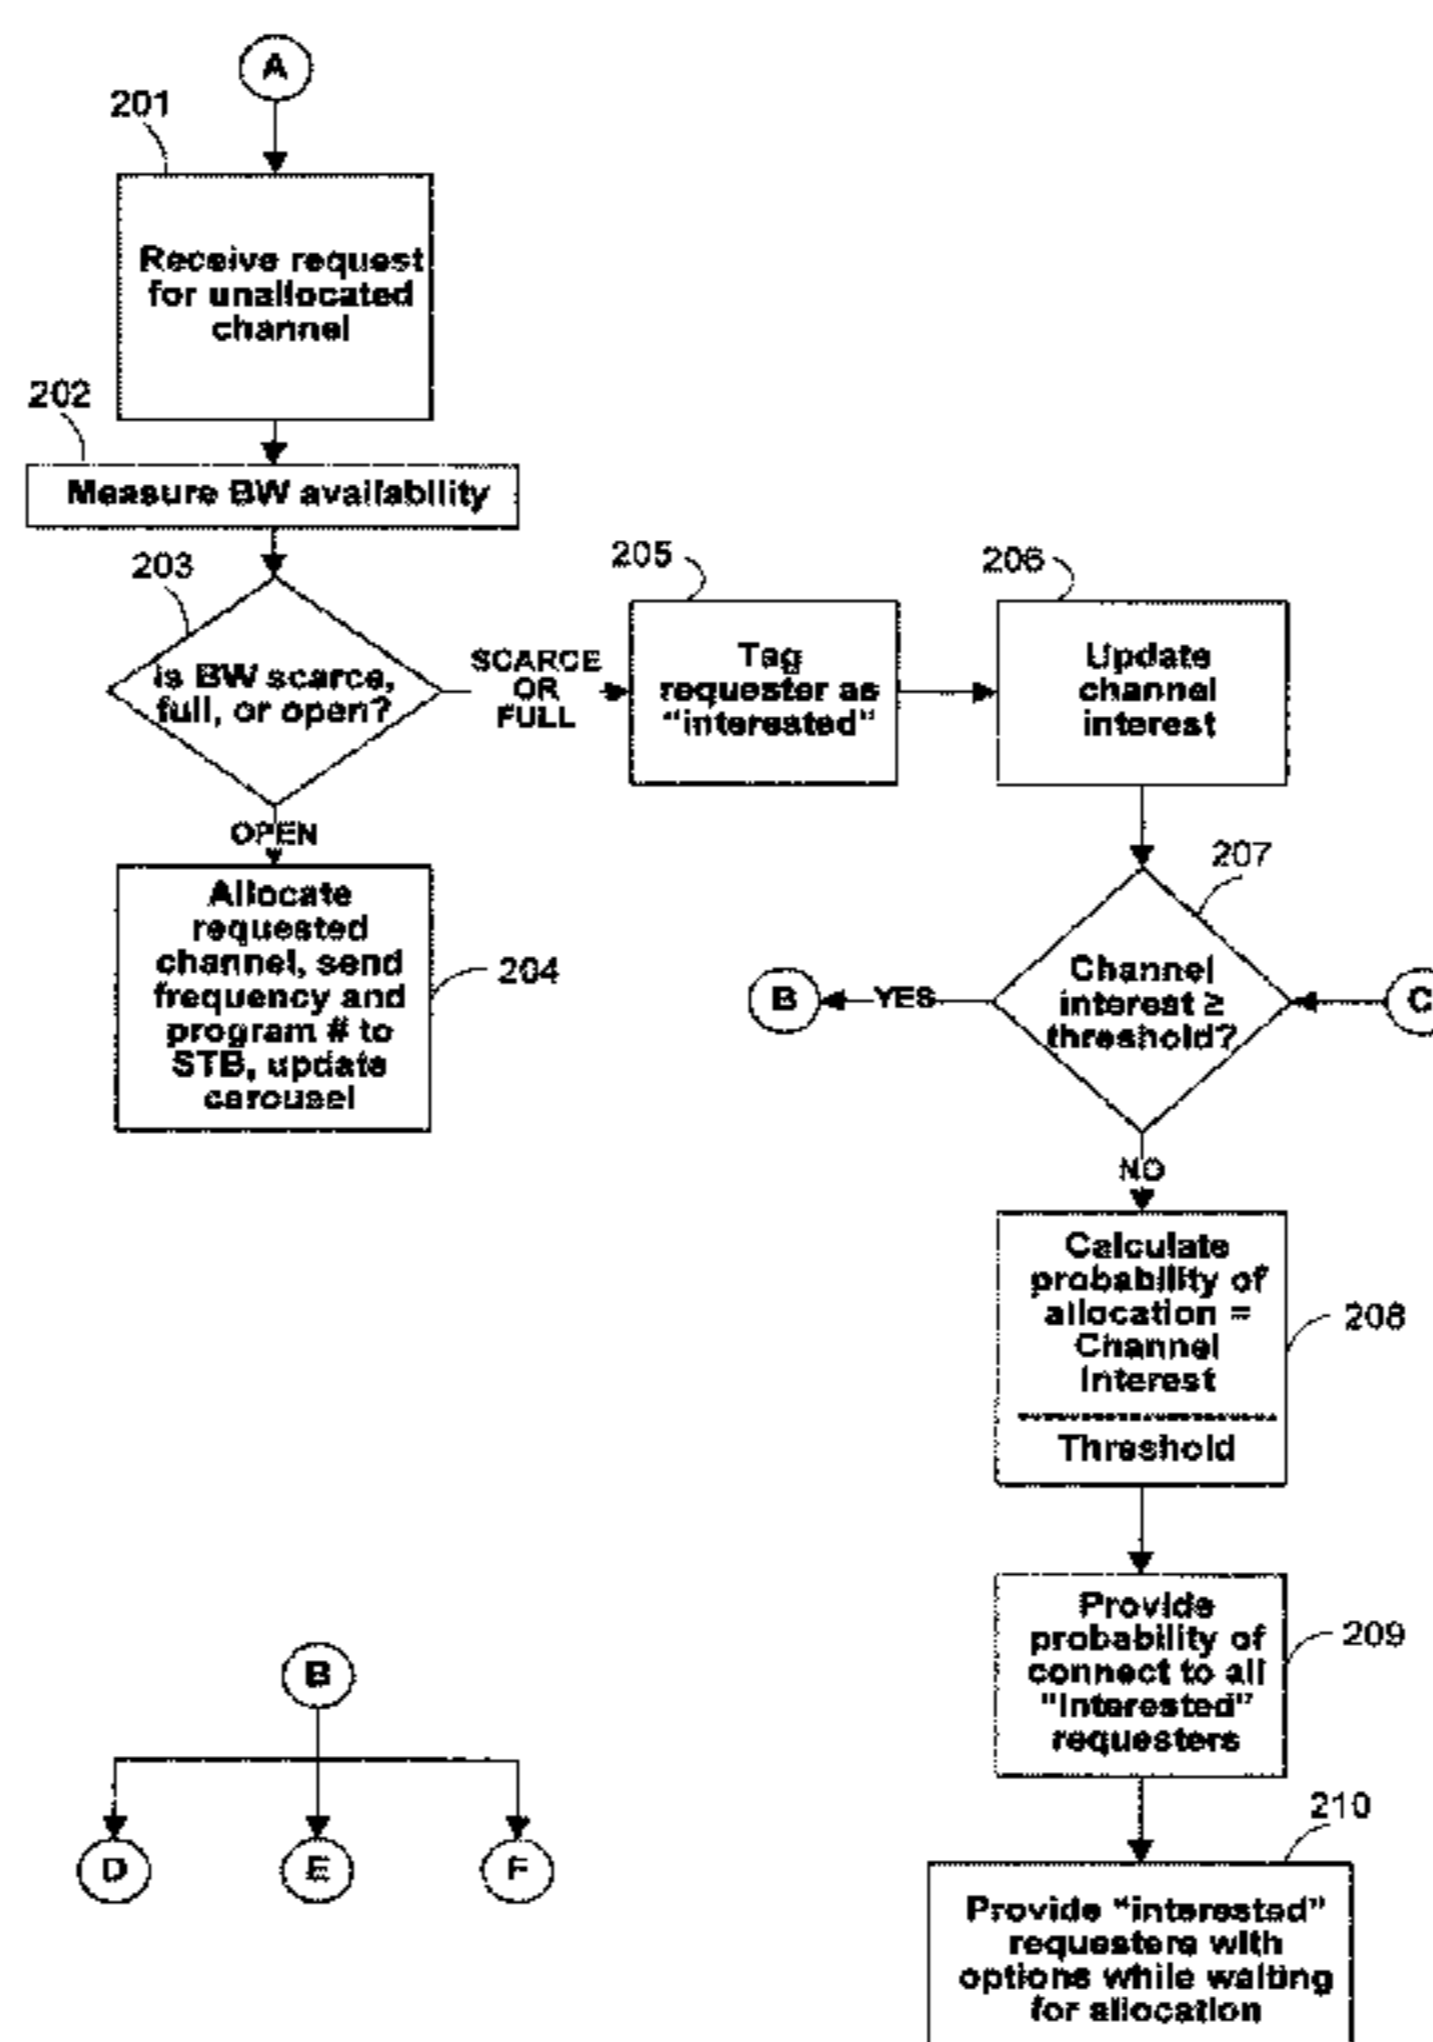 A
201
Receive request
for unallocated
channel
202
Measure BW availability
203
Is BW scarce,
full, or open?
SCARCE
OR
FULL
OPEN
Allocate
requested
channel, send
frequency and
program # to
STB, update
carousel
204
205
Tag
requester as
"interested"
206
Update
channel
interest
207
Channel
interest ≥
threshold?
YES
B
C
NO
Calculate
probability of
allocation =
Channel
Interest
Threshold
208
Provide
probability of
connect to all
"Interested"
requesters
209
210
Provide "interested"
requesters with
options while waiting
for allocation
B
D
E
F